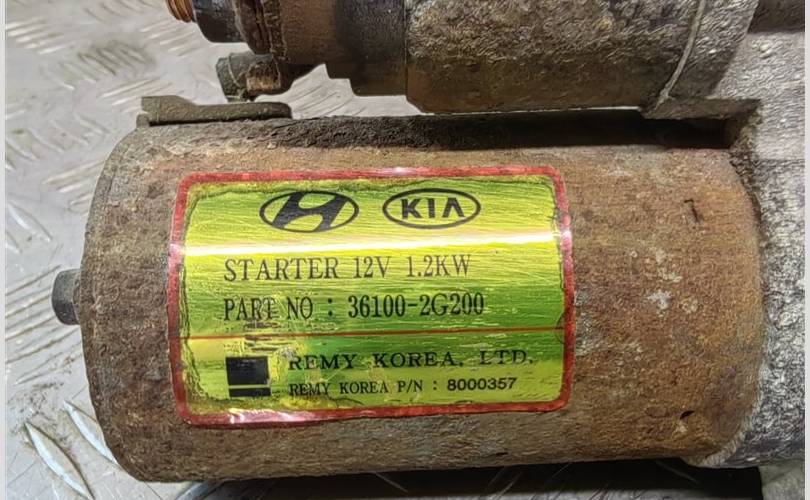 KIA
STARTER 12V 1.2KW
PART NO : 36100-2G200
REMY KOREA. LTD.
REMY KOREA P/N : 8000357